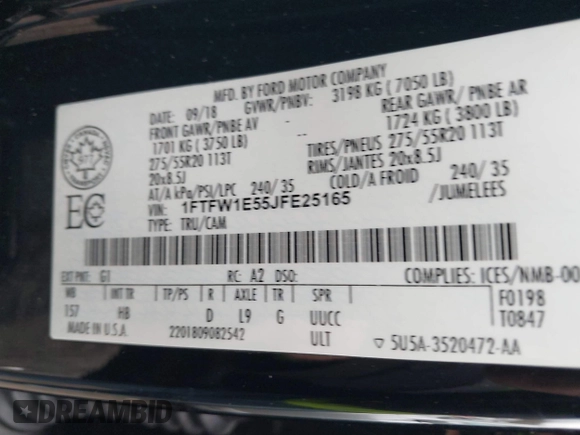 MFD. BY FORD MOTOR COMPANY
DATE: 09/18 GVWR/PNBV: 3198 KG ( 7050 LB)
FRONT GAWR/PNBE AV -- REAR GAWR/ PNBE AR
1701 KG ( 3750 LB) -- 1724 KG ( 3800 LB)
275/55R20 113T TIRES/PNEUS 275/55R20 113T
20x8.5J RIMS/JANTES 20x8.5J
AT/A kPa/PSI/LPC 240/ 35 COLD/A FROID 240/ 35
VIN: 1FTFW1E55JFE25165 /JUMELEES
TYPE: TRU/CAM
EC
EXT PNT: G1 RC: A2 DSO: COMPLIES: ICES/NMB-00
WB INT TR TP/PS R AXLE TR SPR F0198
157 HB D L9 G UUCC T0847
MADE IN U.S.A. 2201809082542 ULT 5U5A-3520472-AA
DREAMBID